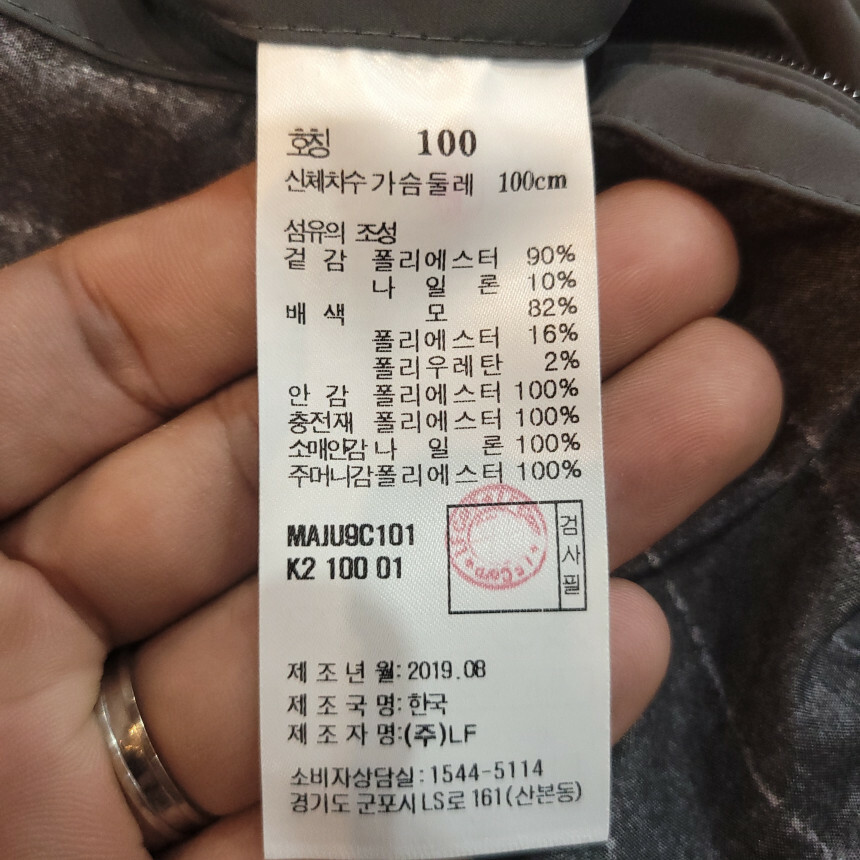 호칭 100
신체치수 가슴둘레 100cm
섬유의 조성
겉감 폴리에스터 90%
나일론 10%
배색 모 82%
폴리에스터 16%
폴리우레탄 2%
안감 폴리에스터 100%
충전재 폴리에스터 100%
소매안감 나일론 100%
주머니감 폴리에스터 100%
MAJU9C101
K2 100 01
검사필
제조년월: 2019.08
제조국명: 한국
제조자명: (주)LF
소비자상담실: 1544-5114
경기도 군포시 LS로 161(산본동)